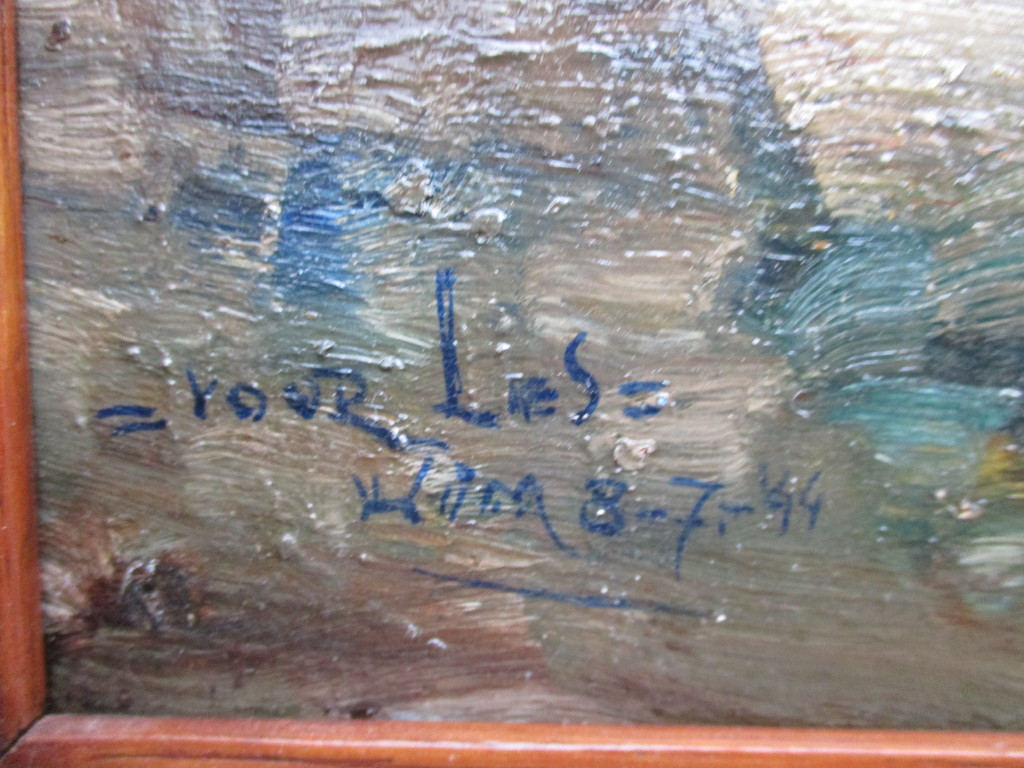 = VOOR LIES =
WIM 8-7-'44